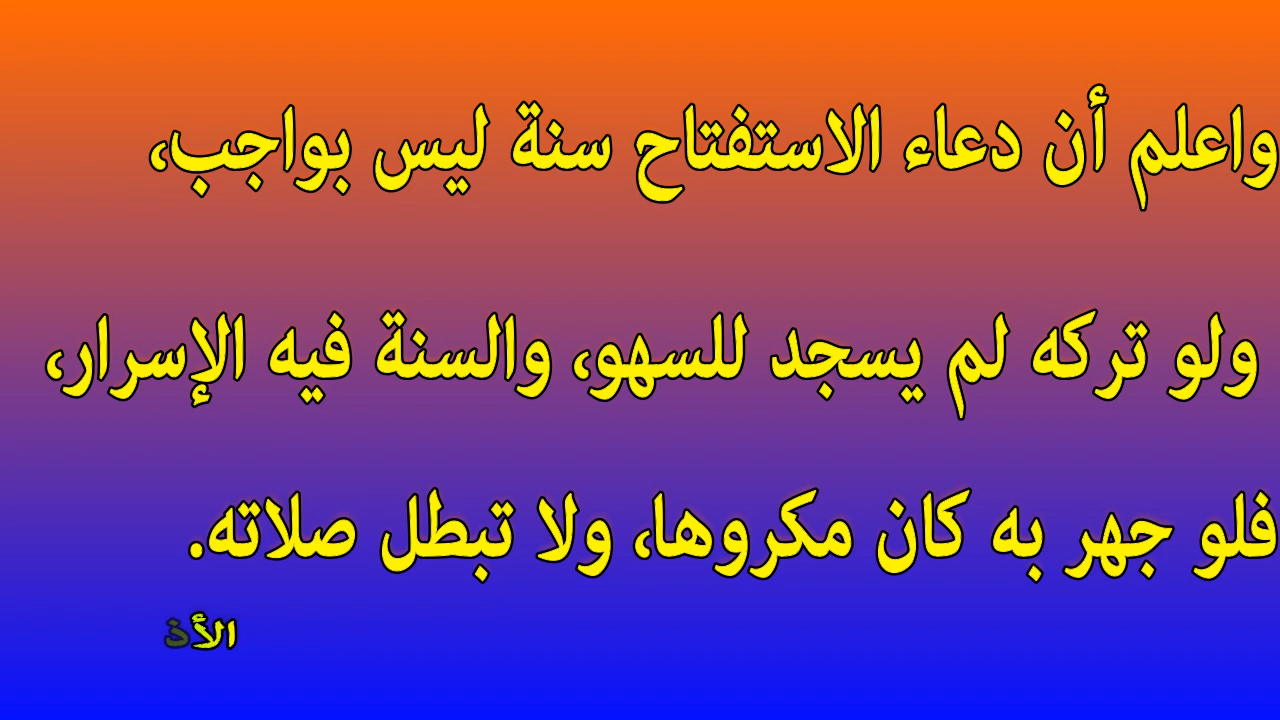 واعلم أن دعاء الاستفتاح سنة ليس بواجب،
ولو تركه لم يسجد للسهو، والسنة فيه الإسرار،
فلو جهر به كان مكروها، ولا تبطل صلاته.
الأذ